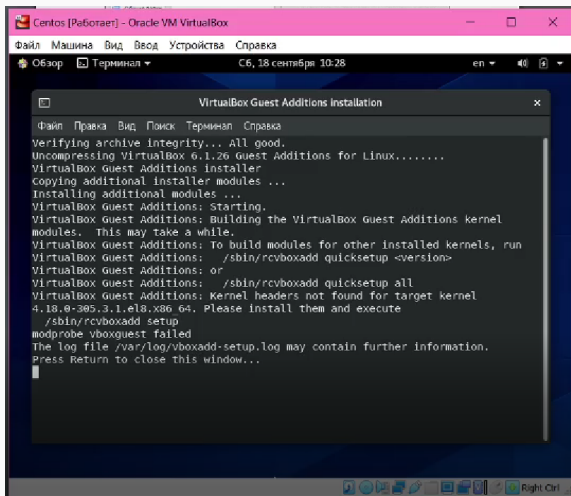 Centos [Работает] - Oracle VM VirtualBox
Файл Машина Вид Ввод Устройства Справка
Обзор Терминал Сб, 18 сентября 10:28 en
VirtualBox Guest Additions installation
Файл Правка Вид Поиск Терминал Справка
Verifying archive integrity... All good.
Uncompressing VirtualBox 6.1.26 Guest Additions for Linux........
VirtualBox Guest Additions installer
Copying additional installer modules ...
Installing additional modules ...
VirtualBox Guest Additions: Starting.
VirtualBox Guest Additions: Building the VirtualBox Guest Additions kernel
modules.  This may take a while.
VirtualBox Guest Additions: To build modules for other installed kernels, run
VirtualBox Guest Additions:   /sbin/rcvboxadd quicksetup <version>
VirtualBox Guest Additions: or
VirtualBox Guest Additions:   /sbin/rcvboxadd quicksetup all
VirtualBox Guest Additions: Kernel headers not found for target kernel
4.18.0-305.3.1.el8.x86_64. Please install them and execute
  /sbin/rcvboxadd setup
modprobe vboxguest failed
The log file /var/log/vboxadd-setup.log may contain further information.
Press Return to close this window...
Right Ctrl